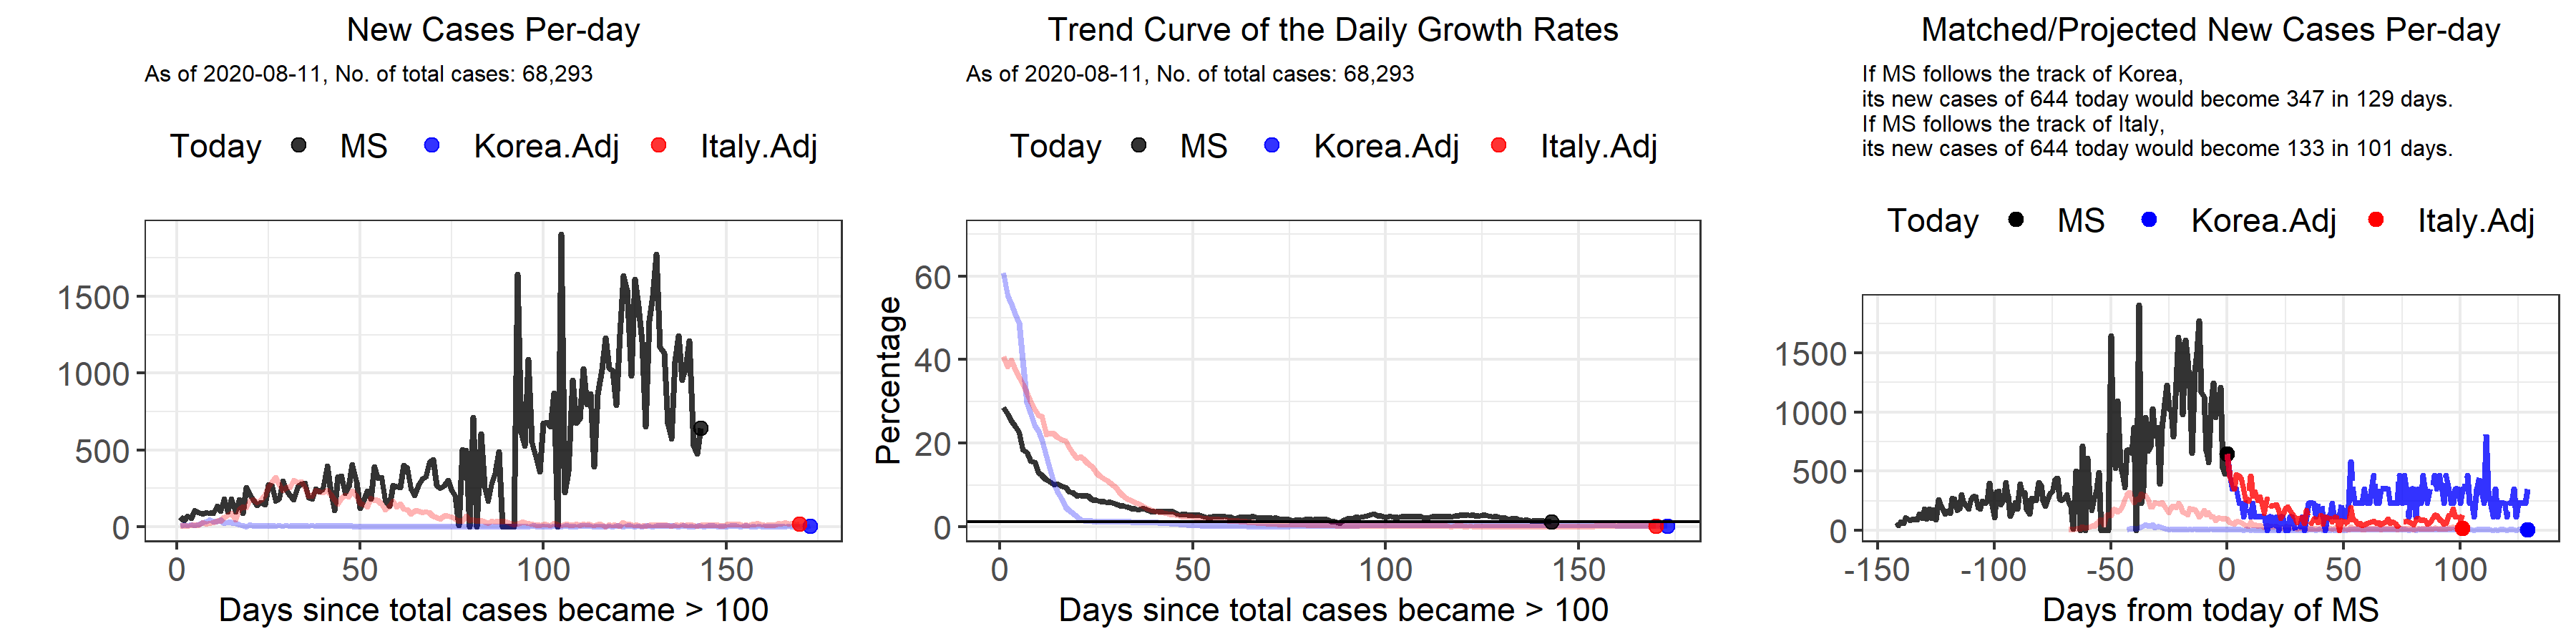 New Cases Per-day
As of 2020-08-11, No. of total cases: 68,293
Today MS Korea.Adj Italy.Adj
1500
1000
500
0
0 50 100 150
Days since total cases became > 100
Trend Curve of the Daily Growth Rates
As of 2020-08-11, No. of total cases: 68,293
Today MS Korea.Adj Italy.Adj
Percentage
60
40
20
0
0 50 100 150
Days since total cases became > 100
Matched/Projected New Cases Per-day
If MS follows the track of Korea,
its new cases of 644 today would become 347 in 129 days.
If MS follows the track of Italy,
its new cases of 644 today would become 133 in 101 days.
Today MS Korea.Adj Italy.Adj
1500
1000
500
0
-150 -100 -50 0 50 100
Days from today of MS